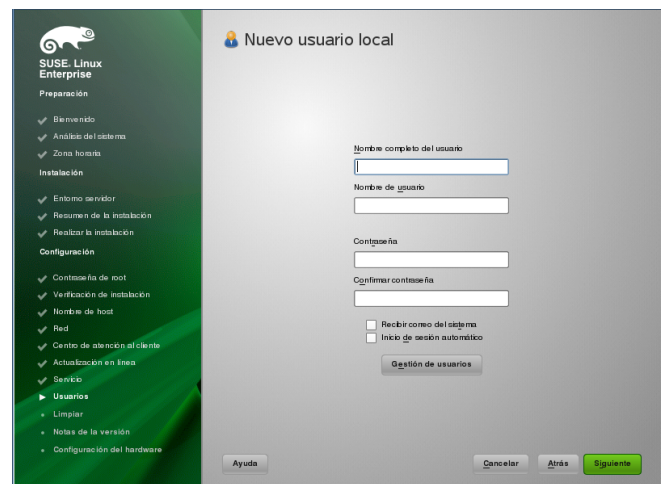 SUSE. Linux
Enterprise
Preparación
Bienvenido
Análisis del sistema
Zona horaria
Instalación
Entorno servidor
Resumen de la instalación
Realizar la instalación
Configuración
Contraseña de root
Verificación de instalación
Nombre de host
Red
Centro de atención al cliente
Actualización en línea
Servicio
Usuarios
Limpiar
Notas de la versión
Configuración del hardware
Nuevo usuario local
Nombre completo del usuario
Nombre de usuario
Contraseña
Confirmar contraseña
Recibir correo del sistema
Inicio de sesión automático
Gestión de usuarios
Ayuda
Cancelar
Atrás
Siguiente